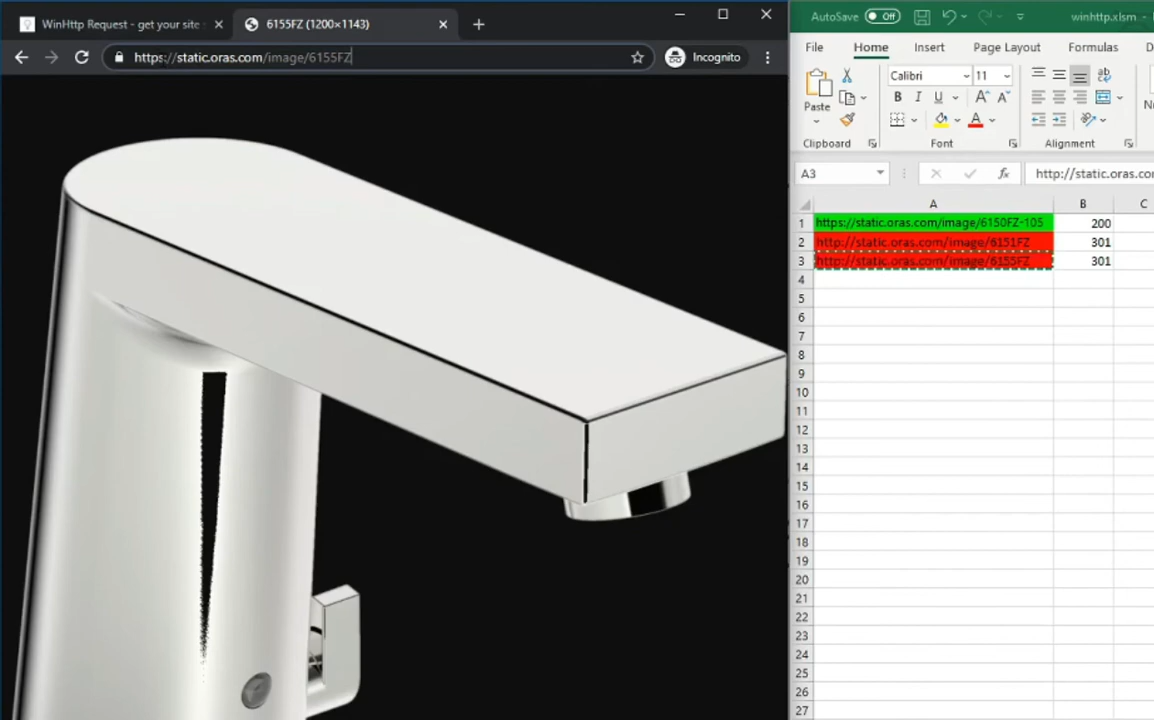 WinHttp Request - get your site
6155FZ (1200×1143)
https://static.oras.com/image/6155FZ
Incognito
AutoSave
Off
winhttp.xlsm
File
Home
Insert
Page Layout
Formulas
Paste
Calibri
11
B
I
U
A
A
ab
A
Clipboard
Font
Alignment
A3
fx
http://static.oras.co
A
B
C
1
https://static.oras.com/image/6150FZ-105
200
2
http://static.oras.com/image/6151FZ
301
3
http://static.oras.com/image/6155FZ
301
4
5
6
7
8
9
10
11
12
13
14
15
16
17
18
19
20
21
22
23
24
25
26
27